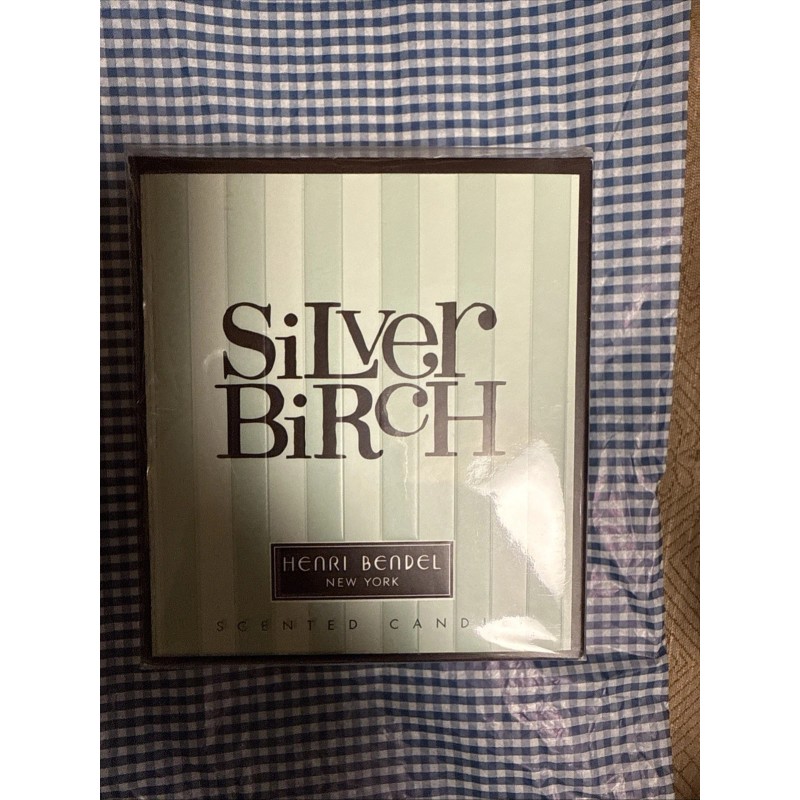 SiLver
BiRcH
HENRI BENDEL
NEW YORK
SCENTED